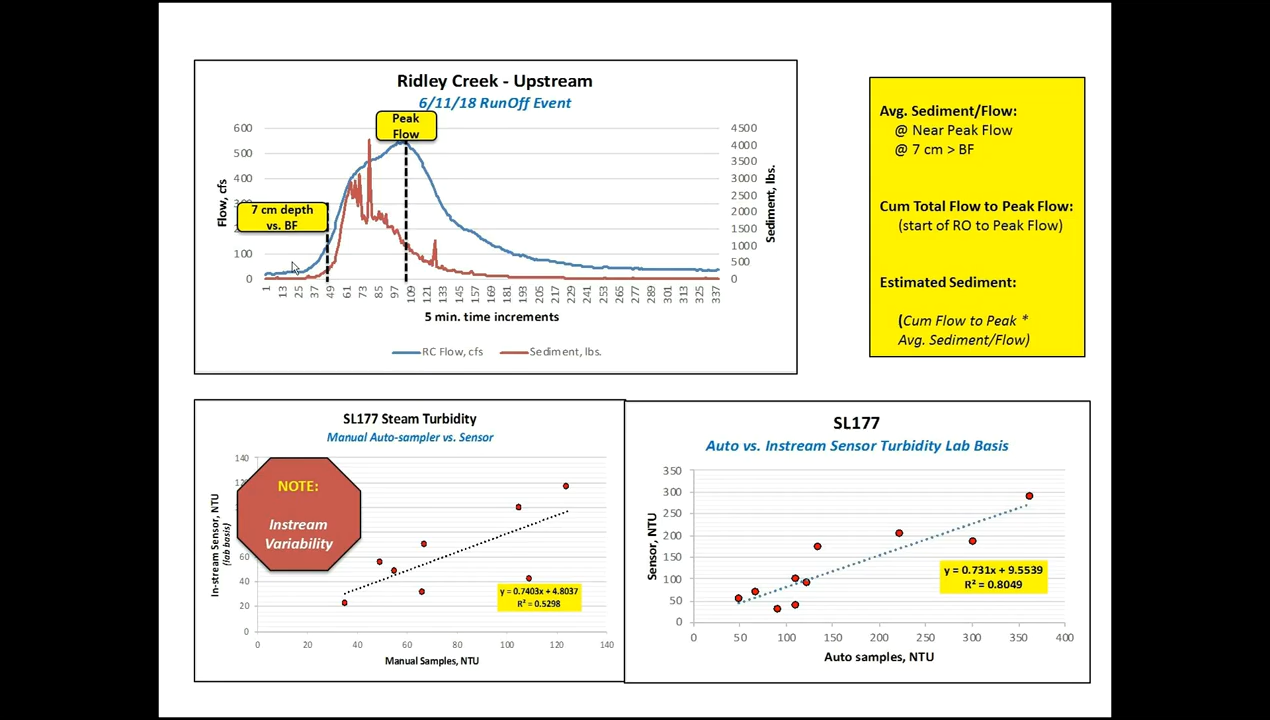 Ridley Creek - Upstream
6/11/18 RunOff Event
Peak
Flow
7 cm depth
vs. BF
Flow, cfs
600
500
400
300
100
0
Sediment, lbs.
4500
4000
3500
3000
2500
2000
1500
1000
500
0
1 13 25 37 49 61 73 85 97 109 121 133 145 157 169 181 193 205 217 229 241 253 265 277 289 301 313 325 337
5 min. time increments
RC Flow, cfs Sediment, lbs.
Avg. Sediment/Flow:
@ Near Peak Flow
@ 7 cm > BF
Cum Total Flow to Peak Flow:
(start of RO to Peak Flow)
Estimated Sediment:
(Cum Flow to Peak *
Avg. Sediment/Flow)
SL177 Steam Turbidity
Manual Auto-sampler vs. Sensor
NOTE:
Instream
Variability
In-stream Sensor, NTU
(lab basis)
140
60
40
20
0
y = 0.7403x + 4.8037
R² = 0.5298
0 20 40 60 80 100 120 140
Manual Samples, NTU
SL177
Auto vs. Instream Sensor Turbidity Lab Basis
Sensor, NTU
350
300
250
200
150
100
50
0
y = 0.731x + 9.5539
R² = 0.8049
0 50 100 150 200 250 300 350 400
Auto samples, NTU